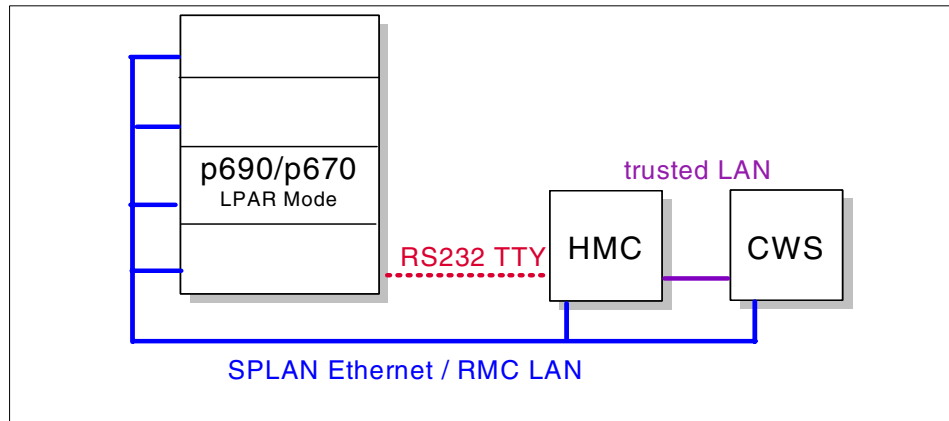 p690/p670
LPAR Mode
trusted LAN
RS232 TTY
HMC
CWS
SPLAN Ethernet / RMC LAN